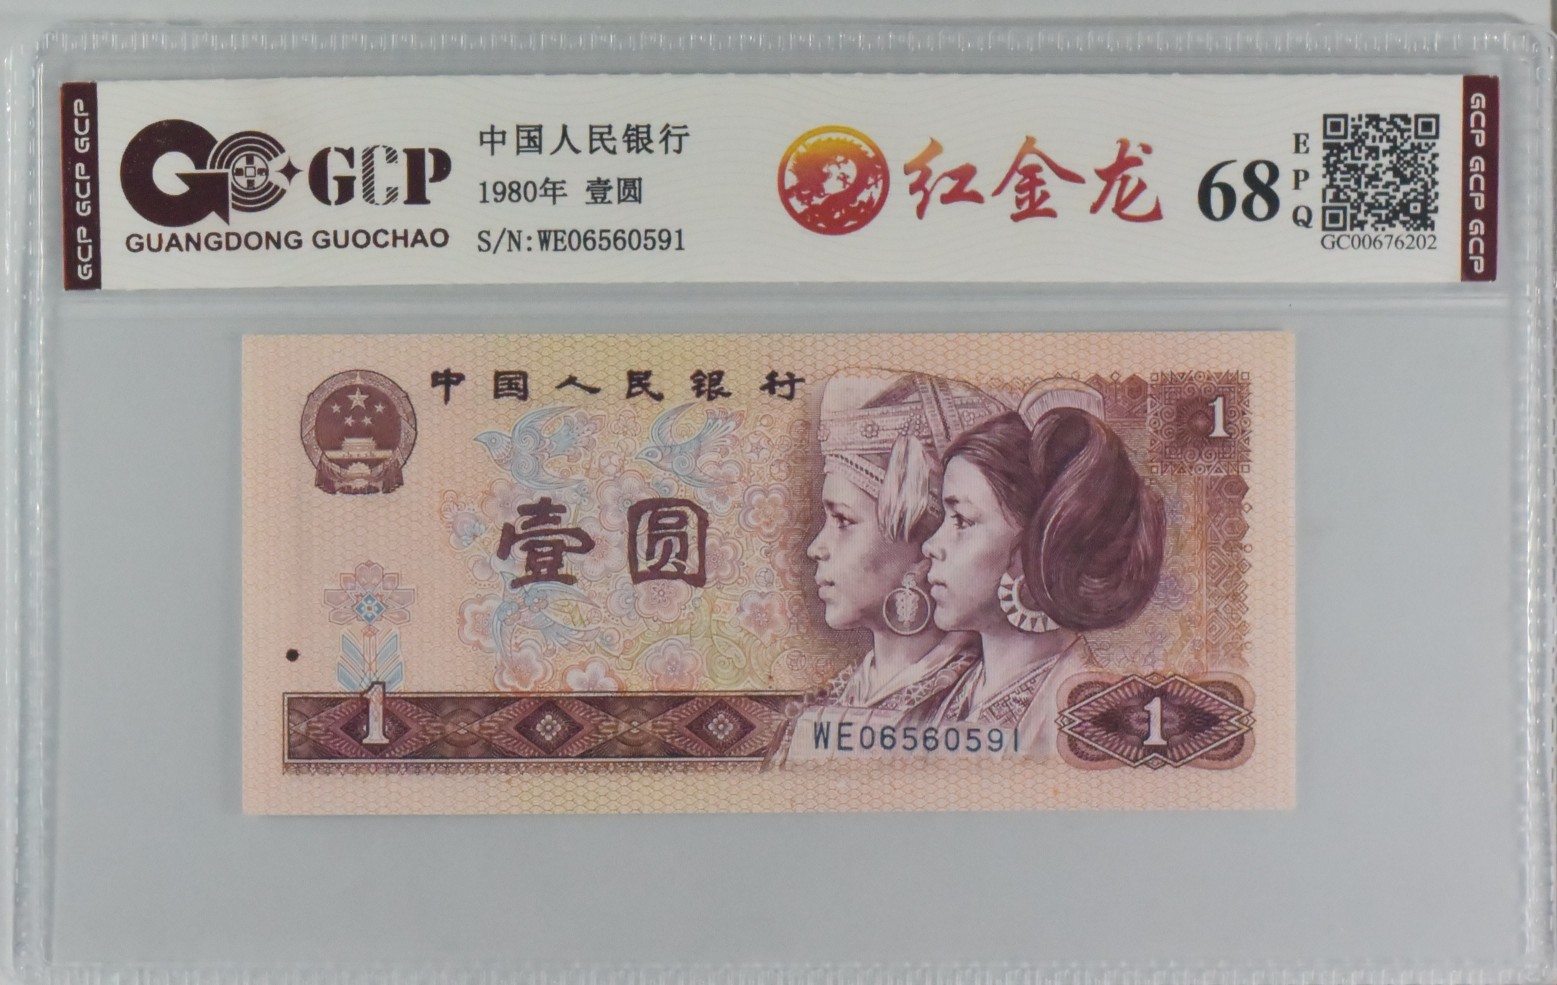 GCP GCP GCP
GCP
GUANGDONG GUOCHAO
中国人民银行
1980年 壹圆
S/N:WE06560591
红金龙
68
EPQ
GC00676202
GCP GCP GCP
中国人民银行
1
壹圆
1
WE06560591
1